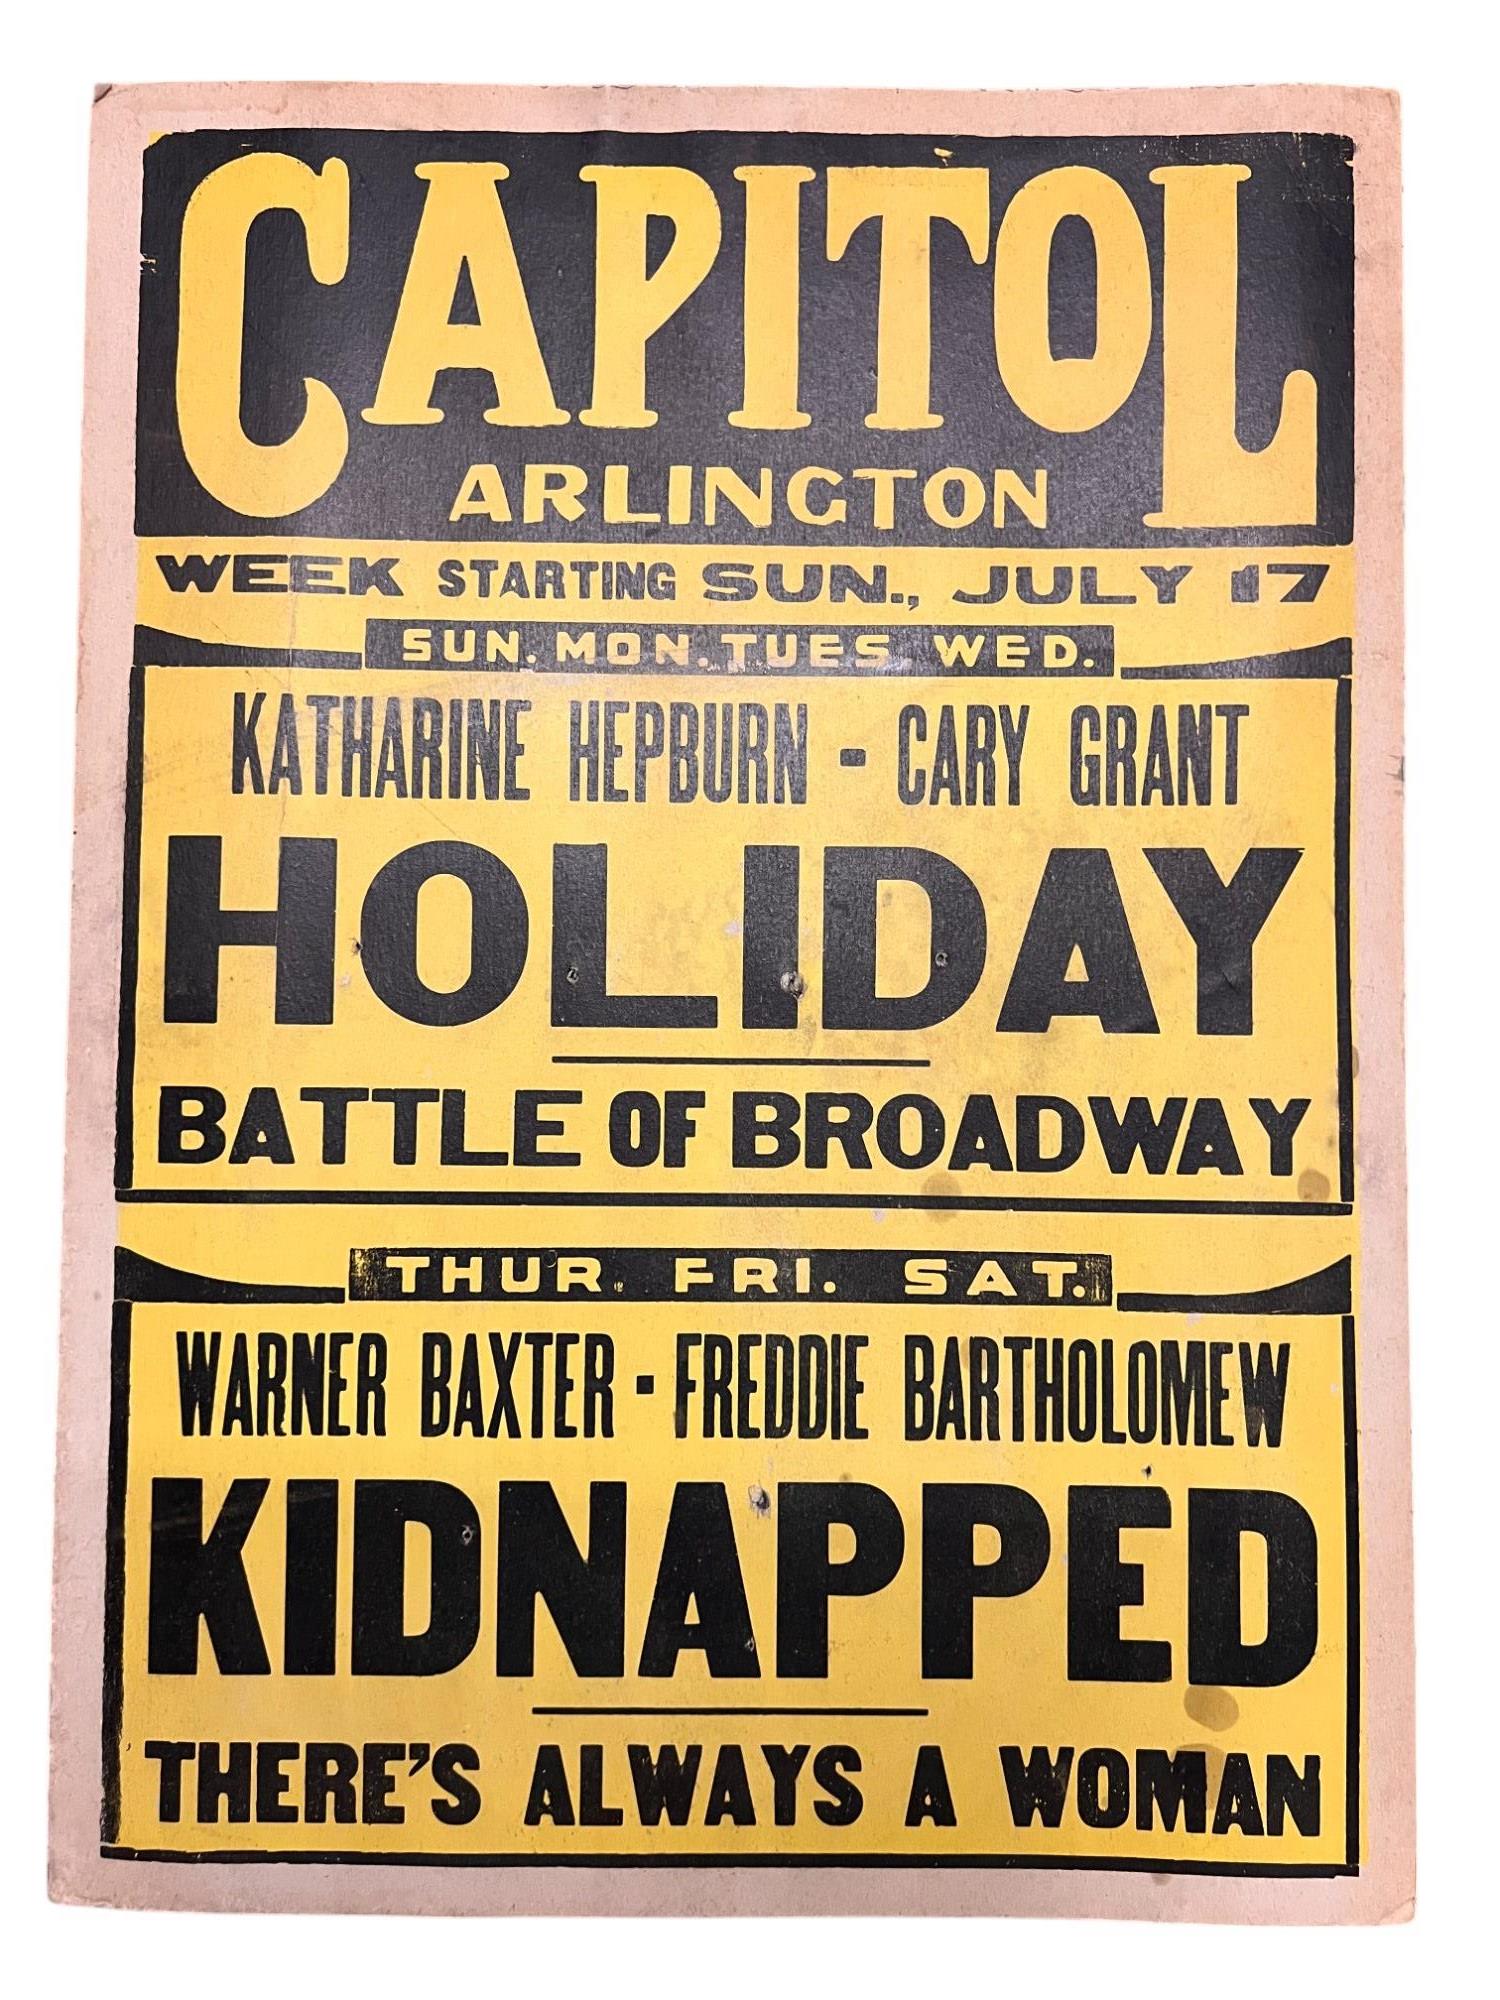 CAPITOL
ARLINGTON
WEEK STARTING SUN., JULY 17
SUN. MON. TUES WED.
KATHARINE HEPBURN - CARY GRANT
HOLIDAY
BATTLE OF BROADWAY
THUR. FRI. SAT.
WARNER BAXTER - FREDDIE BARTHOLOMEW
KIDNAPPED
THERE'S ALWAYS A WOMAN